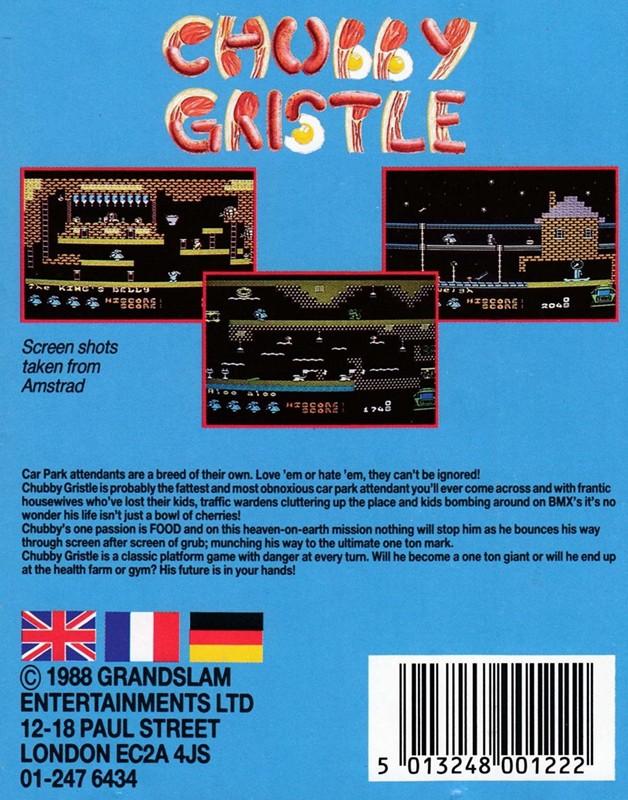 CHUBBY
GRISTLE
THE KING'S BELLY
HISCORE:
SCORE:
HISCORE: 0
SCORE: 2040
Aloo aloo
HISCORE: 0
SCORE: 1740
Screen shots
taken from
Amstrad
Car Park attendants are a breed of their own. Love 'em or hate 'em, they can't be ignored!
Chubby Gristle is probably the fattest and most obnoxious car park attendant you'll ever come across and with frantic
housewives who've lost their kids, traffic wardens cluttering up the place and kids bombing around on BMX's it's no
wonder his life isn't just a bowl of cherries!
Chubby's one passion is FOOD and on this heaven-on-earth mission nothing will stop him as he bounces his way
through screen after screen of grub; munching his way to the ultimate one ton mark.
Chubby Gristle is a classic platform game with danger at every turn. Will he become a one ton giant or will he end up
at the health farm or gym? His future is in your hands!
© 1988 GRANDSLAM
ENTERTAINMENTS LTD
12-18 PAUL STREET
LONDON EC2A 4JS
01-247 6434
5 013248 001222